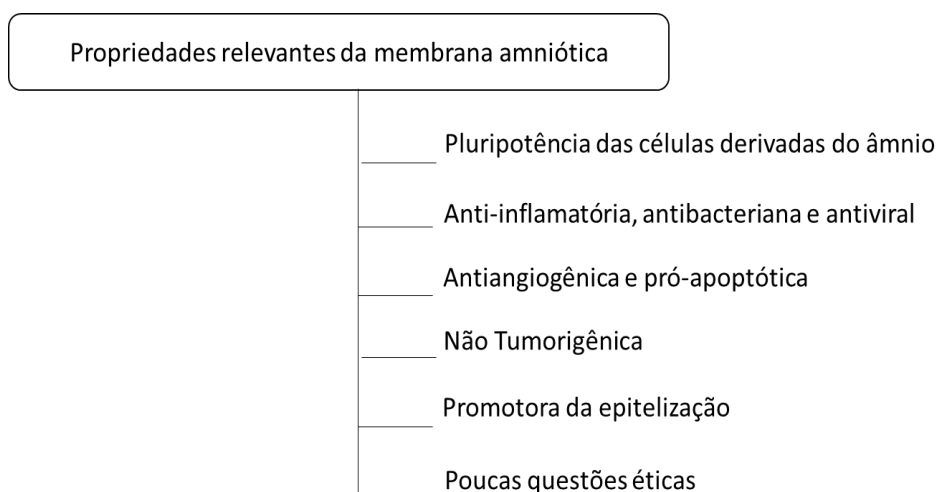 Propriedades relevantes da membrana amniótica
Pluripotência das células derivadas do âmnio
Anti-inflamatória, antibacteriana e antiviral
Antiangiogênica e pró-apoptótica
Não Tumorigênica
Promotora da epitelização
Poucas questões éticas